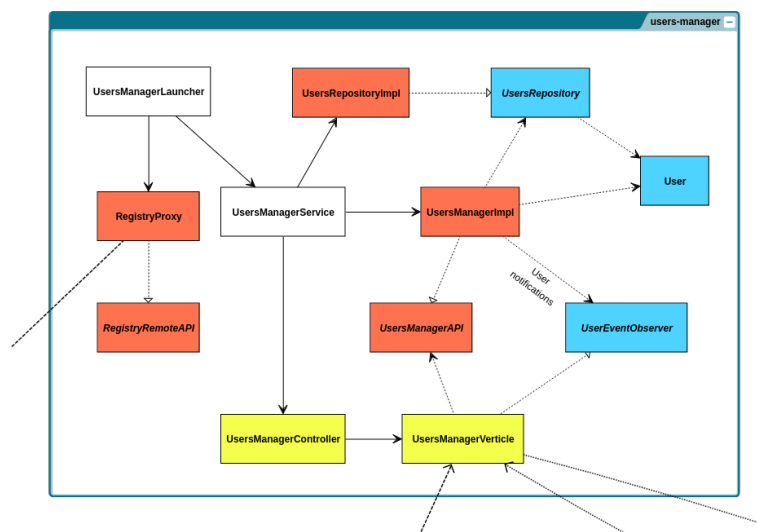 users-manager
UsersManagerLauncher
UsersRepositoryImpl
UsersRepository
User
RegistryProxy
UsersManagerService
UsersManagerImpl
User
notifications
RegistryRemoteAPI
UsersManagerAPI
UserEventObserver
UsersManagerController
UsersManagerVerticle